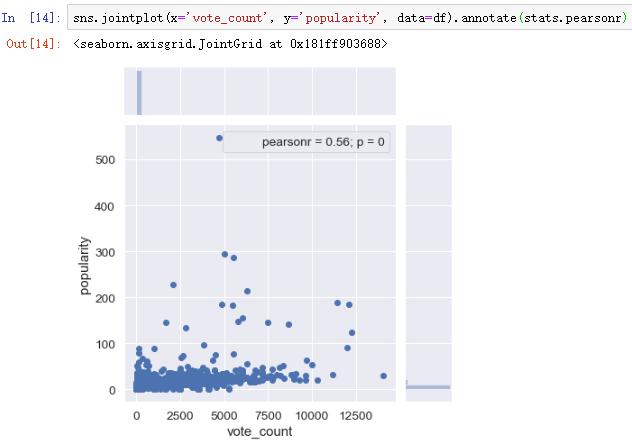 In [14]: sns.jointplot(x='vote_count', y='popularity', data=df).annotate(stats.pearsonr)
Out[14]: <seaborn.axisgrid.JointGrid at 0x181ff903688>
pearsonr = 0.56; p = 0
500
400
300
200
100
0
popularity
0 2500 5000 7500 10000 12500
vote_count